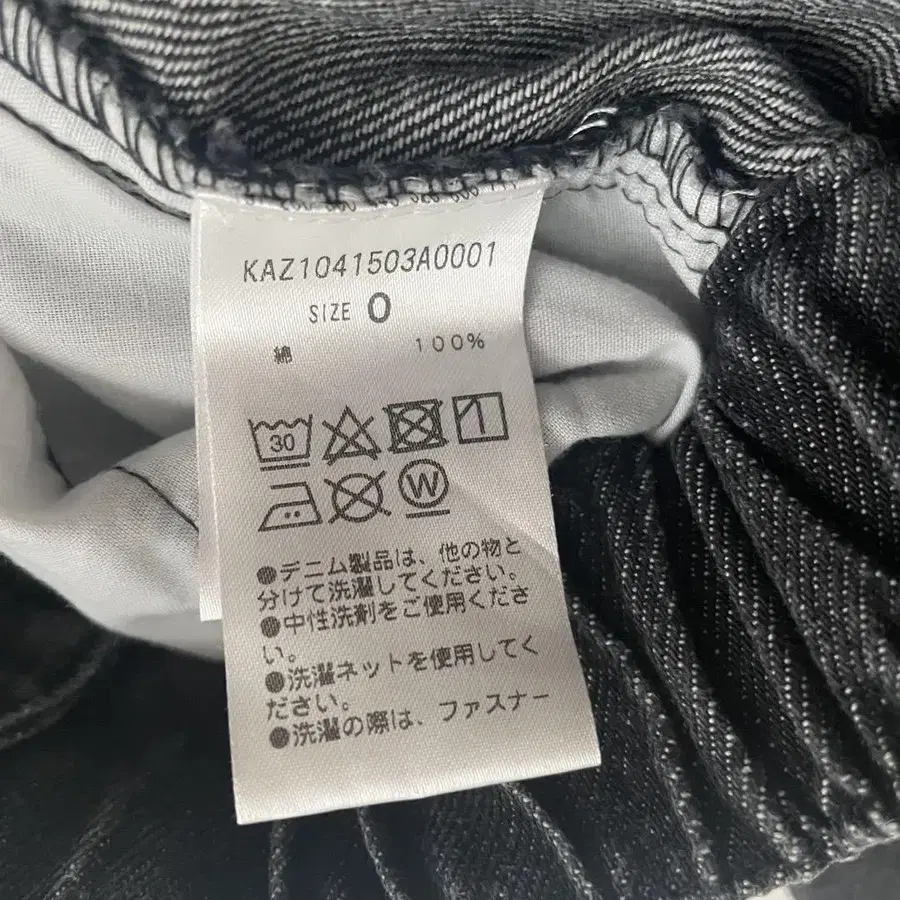 KAZ1041503A0001
SIZE 0
綿 100%
30
W
●デニム製品は、他の物と
分けて洗濯してください。
●中性洗剤をご使用くださ
い。
●洗濯ネットを使用してく
ださい。
●洗濯の際は、ファスナー